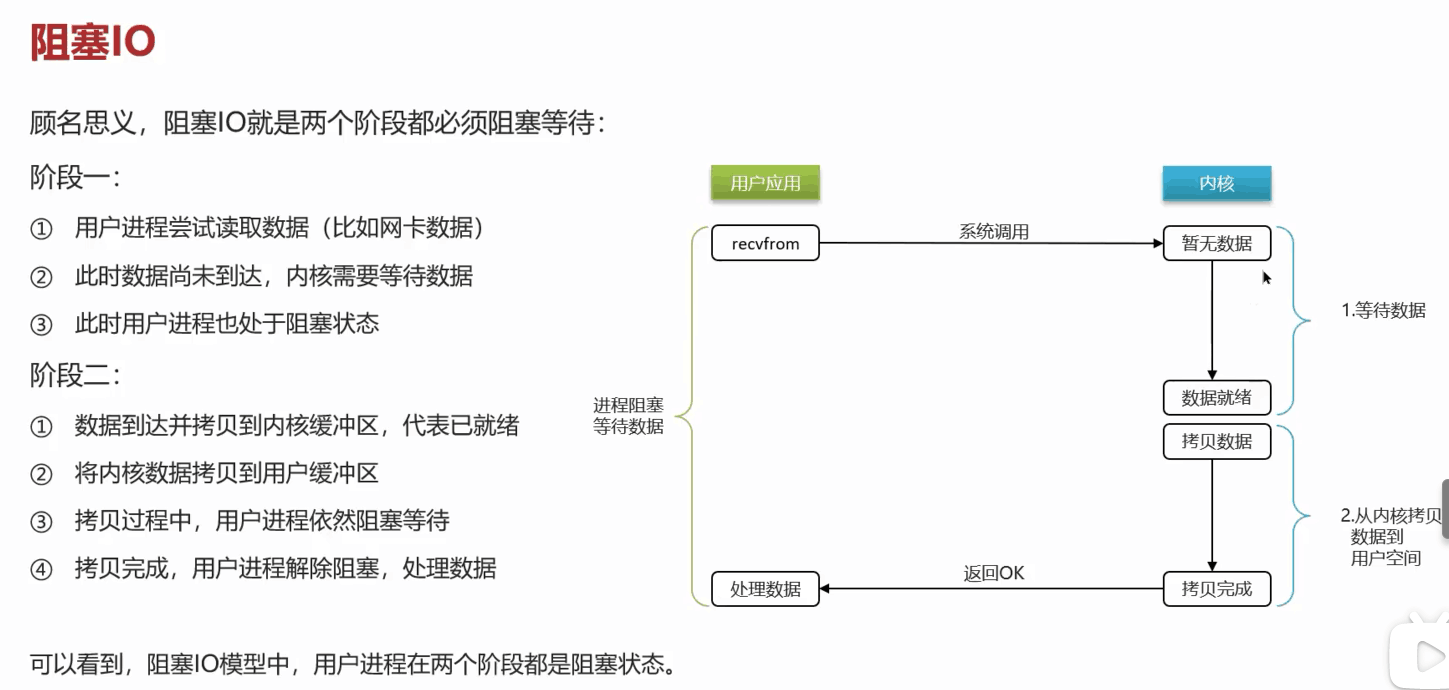 阻塞IO
顾名思义，阻塞IO就是两个阶段都必须阻塞等待：
阶段一：
① 用户进程尝试读取数据（比如网卡数据）
② 此时数据尚未到达，内核需要等待数据
③ 此时用户进程也处于阻塞状态
阶段二：
① 数据到达并拷贝到内核缓冲区，代表已就绪
② 将内核数据拷贝到用户缓冲区
③ 拷贝过程中，用户进程依然阻塞等待
④ 拷贝完成，用户进程解除阻塞，处理数据
可以看到，阻塞IO模型中，用户进程在两个阶段都是阻塞状态。
用户应用
内核
recvfrom
系统调用
暂无数据
1.等待数据
数据就绪
进程阻塞
等待数据
拷贝数据
2.从内核拷贝
数据到
用户空间
返回OK
处理数据
拷贝完成